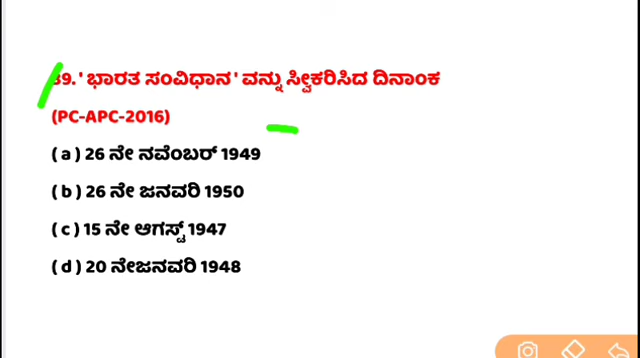 39. ' ಭಾರತ ಸಂವಿಧಾನ ' ವನ್ನು ಸ್ವೀಕರಿಸಿದ ದಿನಾಂಕ
(PC-APC-2016)
( a ) 26 ನೇ ನವೆಂಬರ್ 1949
( b ) 26 ನೇ ಜನವರಿ 1950
( c ) 15 ನೇ ಆಗಸ್ಟ್ 1947
( d ) 20 ನೇಜನವರಿ 1948